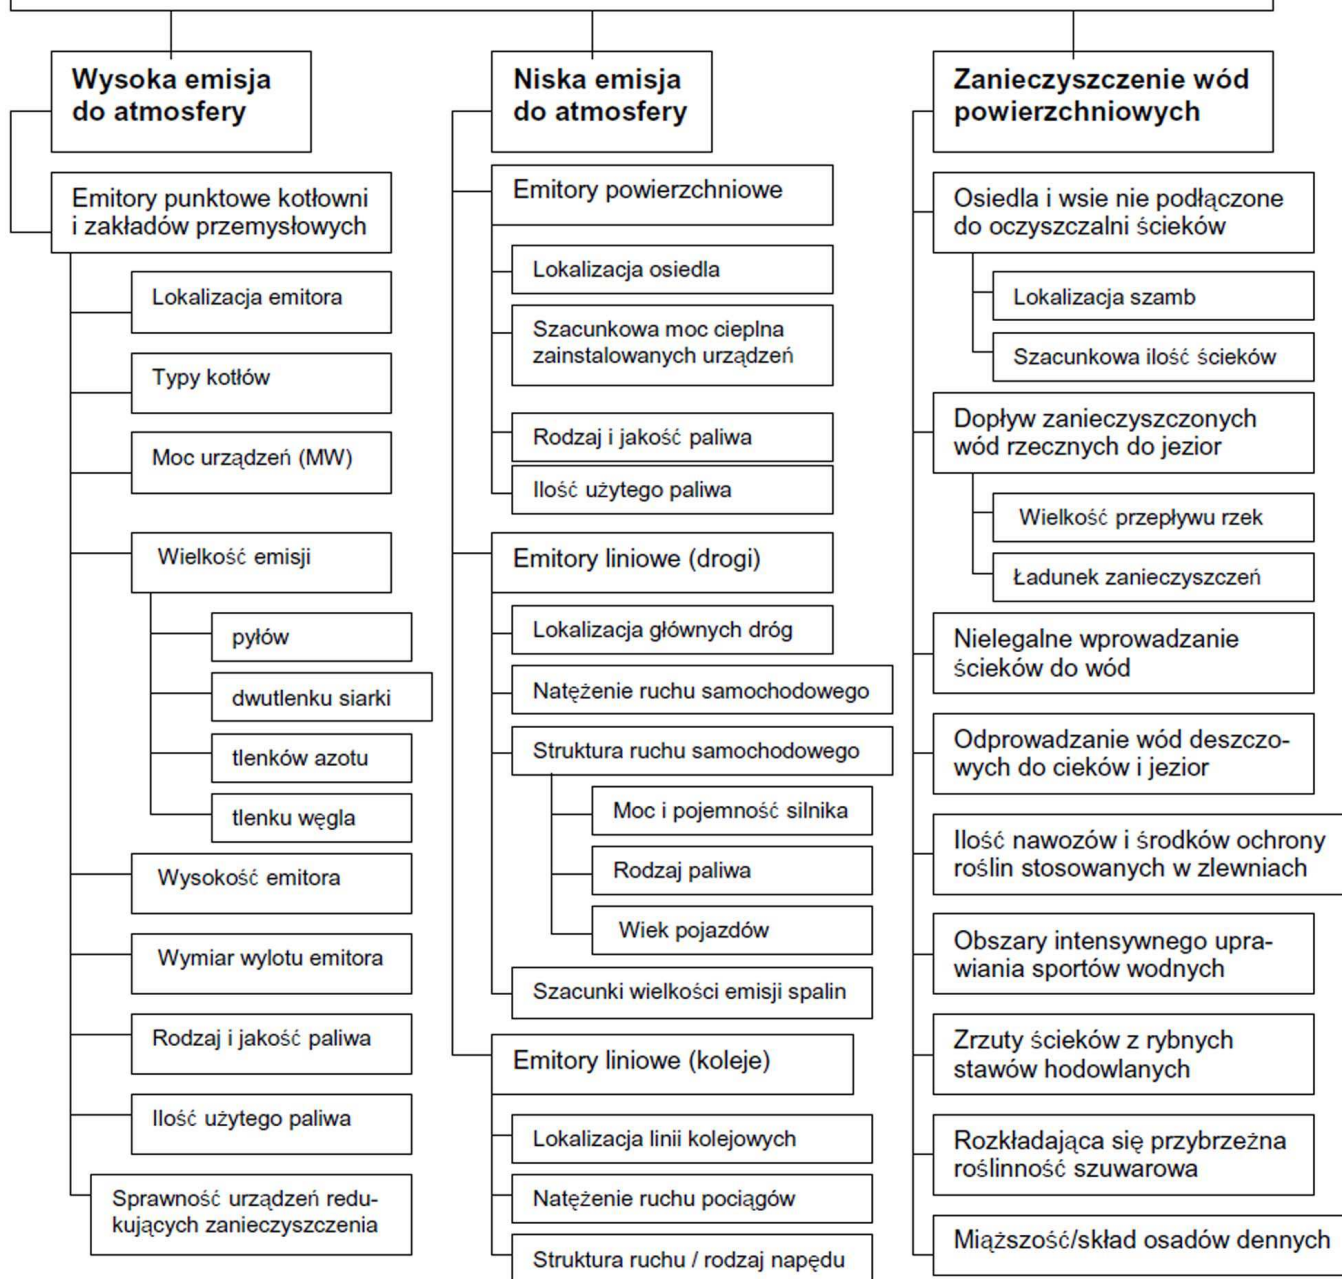 Wysoka emisja
do atmosfery
Emitory punktowe kotłowni
i zakładów przemysłowych
Lokalizacja emitora
Typy kotłów
Moc urządzeń (MW)
Wielkość emisji
pyłów
dwutlenku siarki
tlenków azotu
tlenku węgla
Wysokość emitora
Wymiar wylotu emitora
Rodzaj i jakość paliwa
Ilość użytego paliwa
Sprawność urządzeń redu-
kujących zanieczyszczenia
Niska emisja
do atmosfery
Emitory powierzchniowe
Lokalizacja osiedla
Szacunkowa moc cieplna
zainstalowanych urządzeń
Rodzaj i jakość paliwa
Ilość użytego paliwa
Emitory liniowe (drogi)
Lokalizacja głównych dróg
Natężenie ruchu samochodowego
Struktura ruchu samochodowego
Moc i pojemność silnika
Rodzaj paliwa
Wiek pojazdów
Szacunki wielkości emisji spalin
Emitory liniowe (koleje)
Lokalizacja linii kolejowych
Natężenie ruchu pociągów
Struktura ruchu / rodzaj napędu
Zanieczyszczenie wód
powierzchniowych
Osiedla i wsie nie podłączone
do oczyszczalni ścieków
Lokalizacja szamb
Szacunkowa ilość ścieków
Dopływ zanieczyszczonych
wód rzecznych do jezior
Wielkość przepływu rzek
Ładunek zanieczyszczeń
Nielegalne wprowadzanie
ścieków do wód
Odprowadzanie wód deszczo-
wych do cieków i jezior
Ilość nawozów i środków ochrony
roślin stosowanych w zlewniach
Obszary intensywnego upra-
wiania sportów wodnych
Zrzuty ścieków z rybnych
stawów hodowlanych
Rozkładająca się przybrzeżna
roślinność szuwarowa
Miąższość/skład osadów dennych